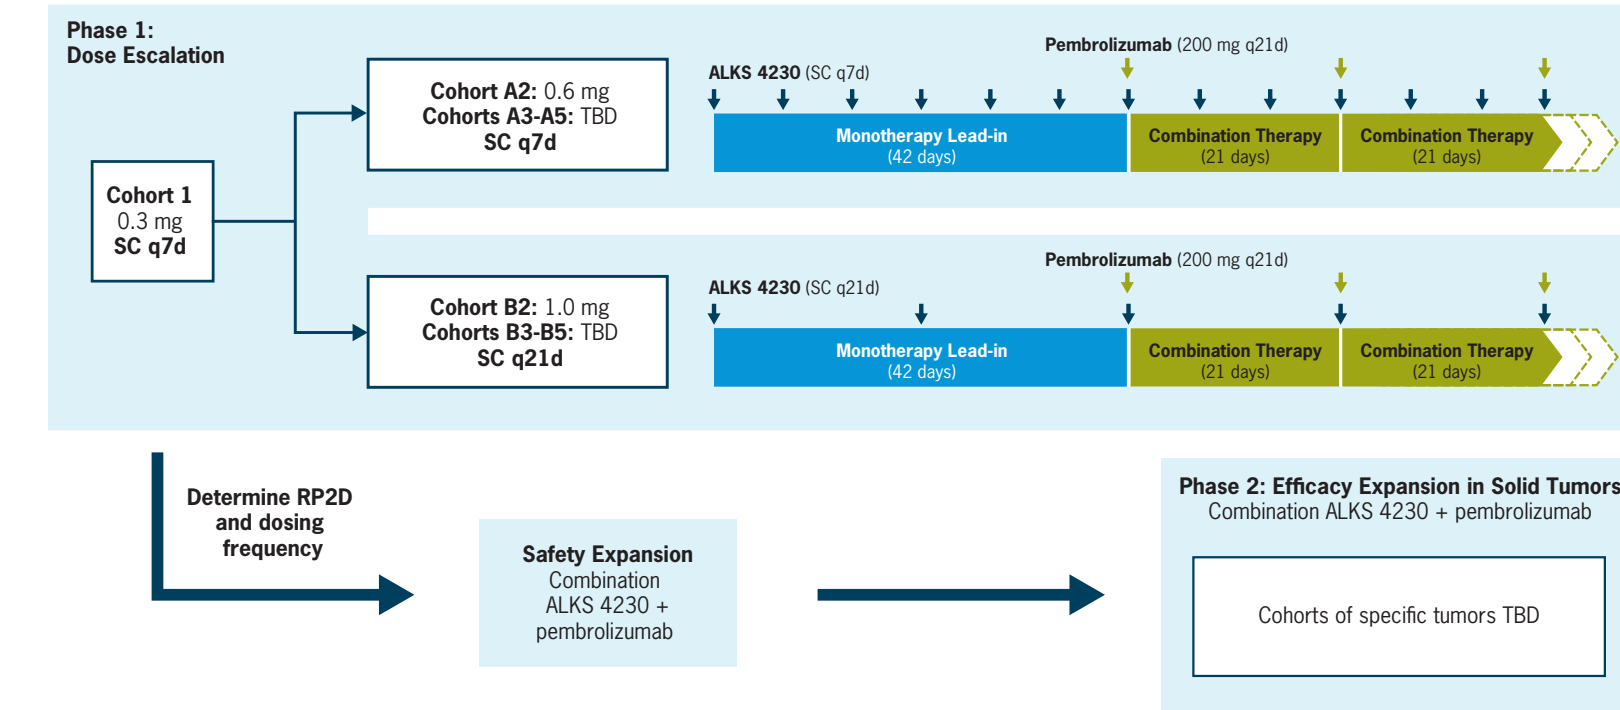 Phase 1:
Dose Escalation
Cohort 1
0.3 mg
SC q7d
Cohort A2: 0.6 mg
Cohorts A3-A5: TBD
SC q7d
Pembrolizumab (200 mg q21d)
ALKS 4230 (SC q7d)
Monotherapy Lead-in
(42 days)
Combination Therapy
(21 days)
Combination Therapy
(21 days)
Cohort B2: 1.0 mg
Cohorts B3-B5: TBD
SC q21d
Pembrolizumab (200 mg q21d)
ALKS 4230 (SC q21d)
Monotherapy Lead-in
(42 days)
Combination Therapy
(21 days)
Combination Therapy
(21 days)
Determine RP2D
and dosing
frequency
Safety Expansion
Combination
ALKS 4230 +
pembrolizumab
Phase 2: Efficacy Expansion in Solid Tumors
Combination ALKS 4230 + pembrolizumab
Cohorts of specific tumors TBD